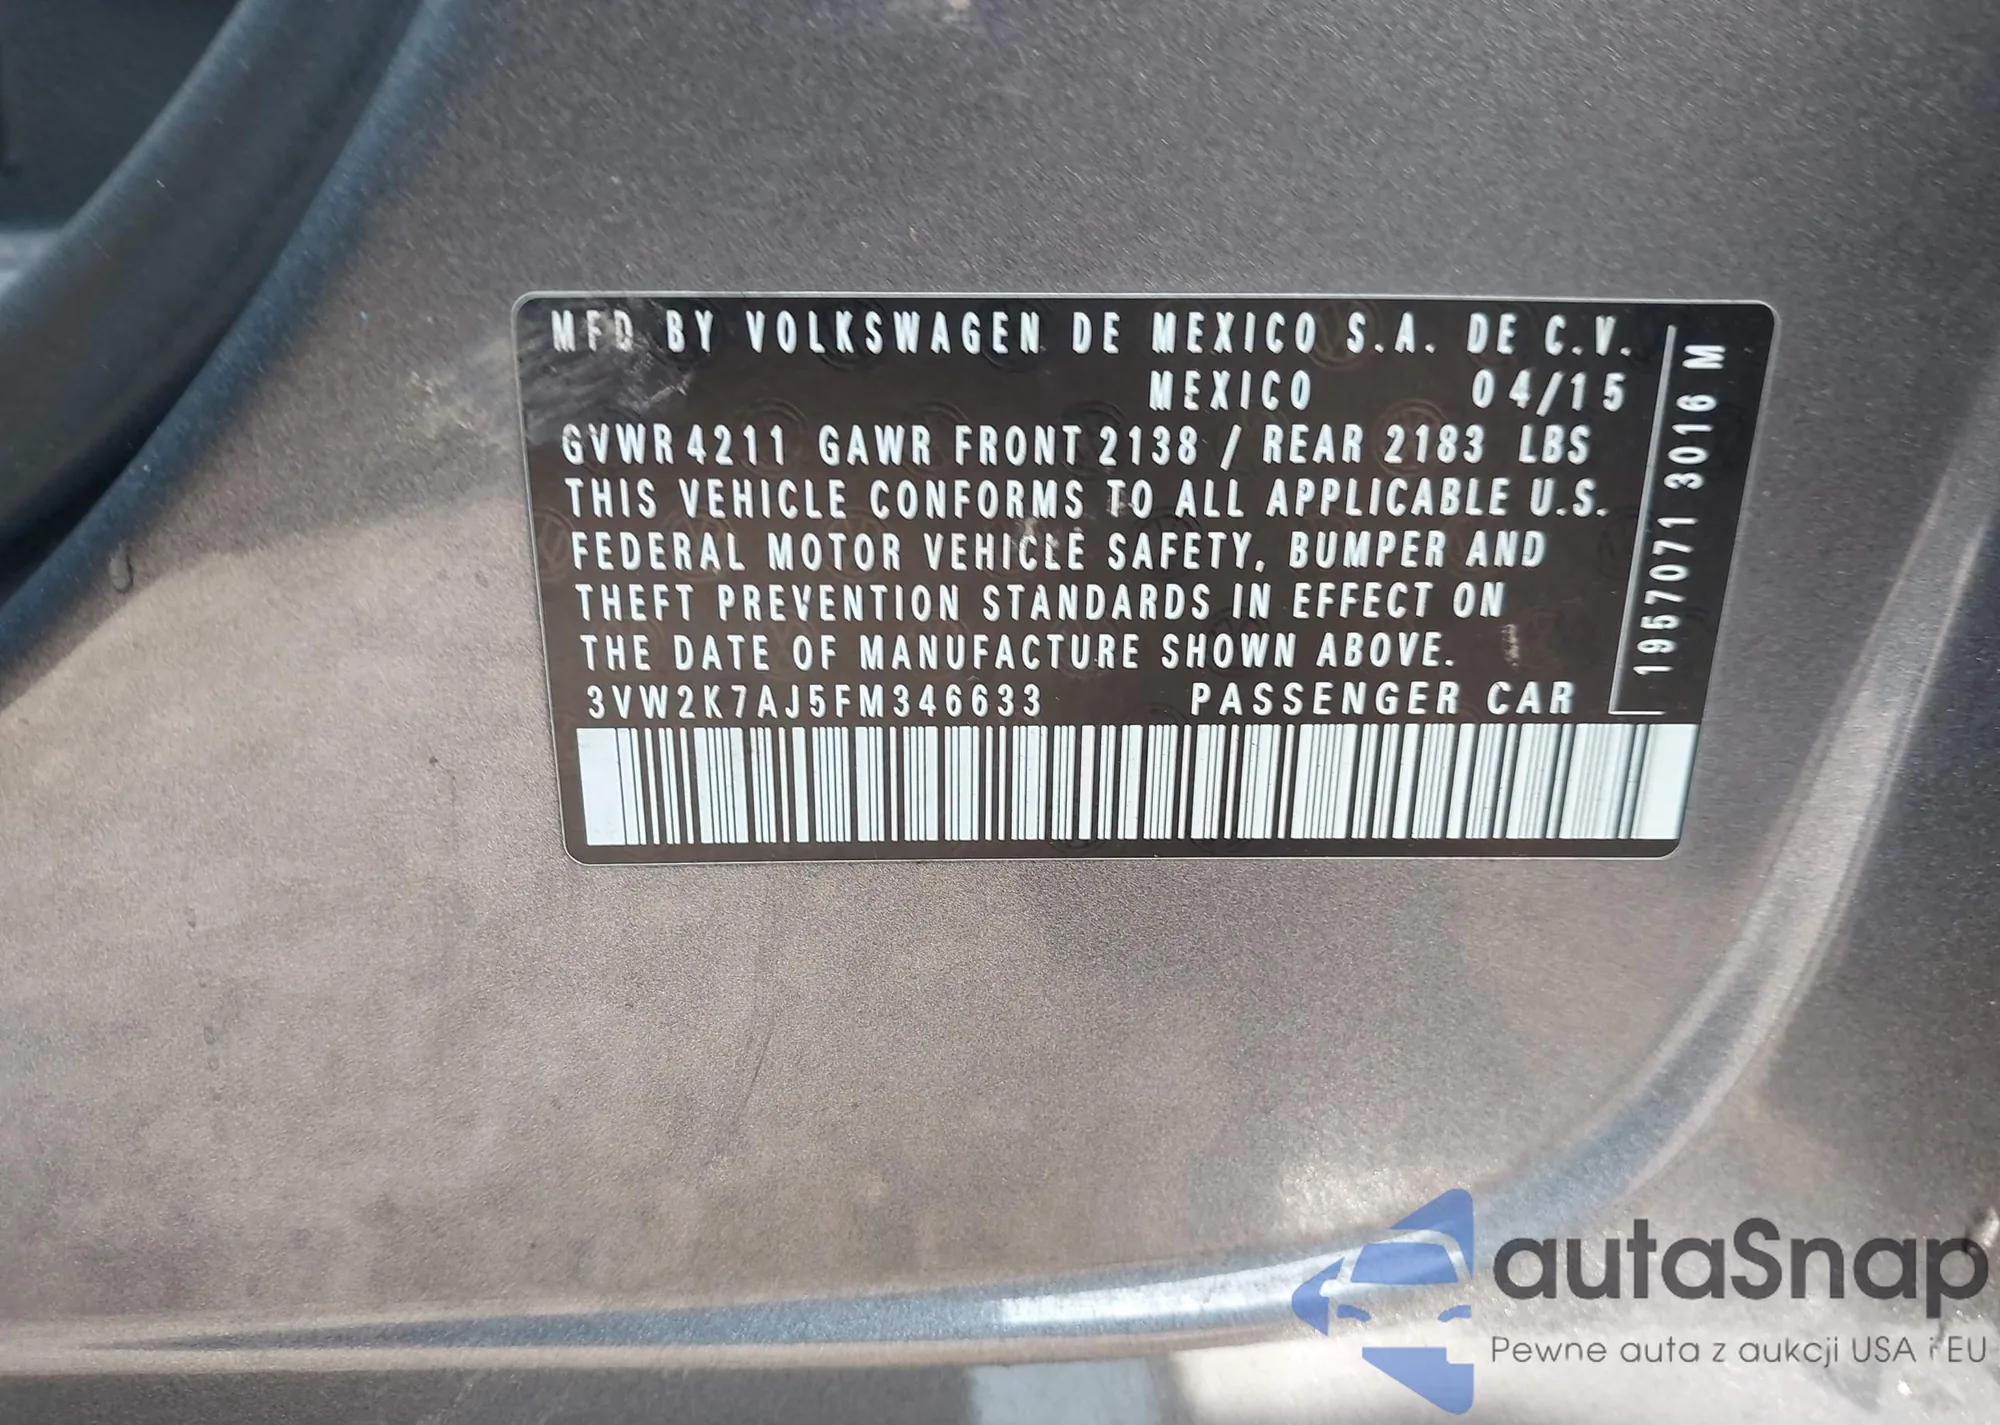 MFD BY VOLKSWAGEN DE MEXICO S.A. DE C.V.
MEXICO 04/15
GVWR 4211 GAWR FRONT 2138 / REAR 2183 LBS
THIS VEHICLE CONFORMS TO ALL APPLICABLE U.S.
FEDERAL MOTOR VEHICLE SAFETY, BUMPER AND
THEFT PREVENTION STANDARDS IN EFFECT ON
THE DATE OF MANUFACTURE SHOWN ABOVE.
3VW2K7AJ5FM346633 PASSENGER CAR
1957071 3016 M
autaSnap
Pewne auta z aukcji USA i EU